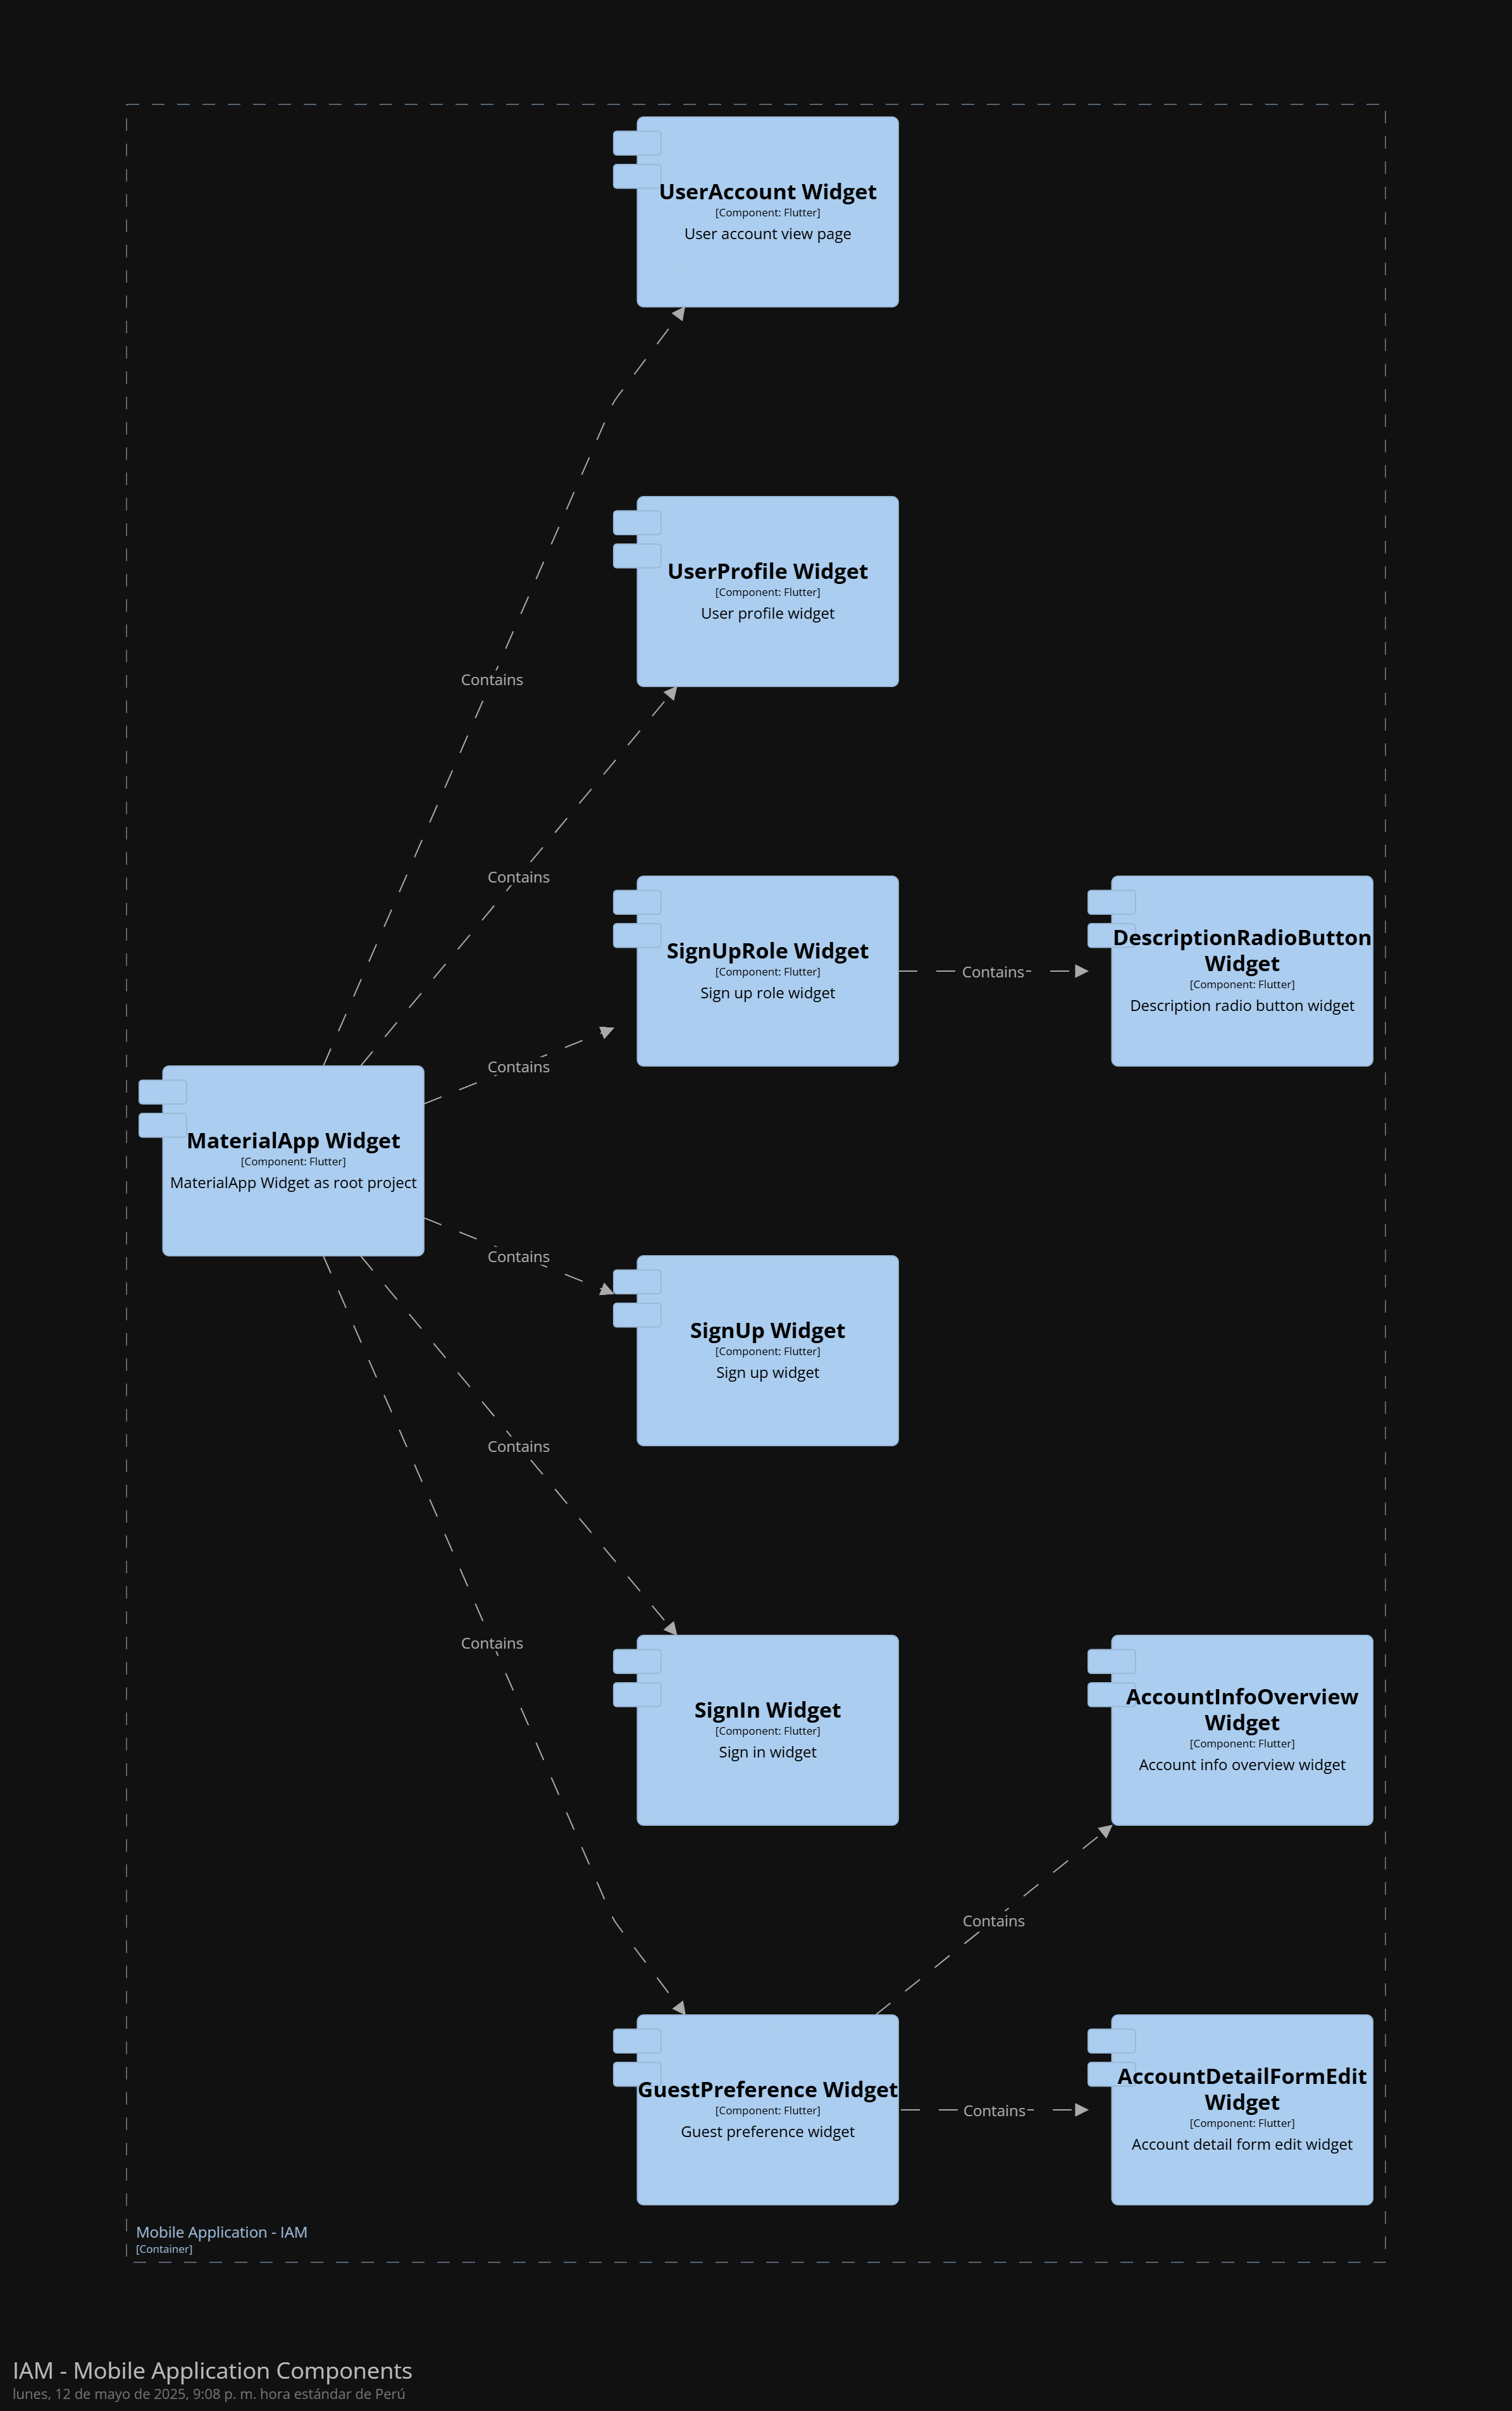 UserAccount Widget
[Component: Flutter]
User account view page
UserProfile Widget
[Component: Flutter]
User profile widget
Contains
Contains
SignUpRole Widget
[Component: Flutter]
Sign up role widget
Contains
DescriptionRadioButton
Widget
[Component: Flutter]
Description radio button widget
Contains
MaterialApp Widget
[Component: Flutter]
MaterialApp Widget as root project
Contains
SignUp Widget
[Component: Flutter]
Sign up widget
Contains
Contains
SignIn Widget
[Component: Flutter]
Sign in widget
AccountInfoOverview
Widget
[Component: Flutter]
Account info overview widget
Contains
GuestPreference Widget
[Component: Flutter]
Guest preference widget
Contains
AccountDetailFormEdit
Widget
[Component: Flutter]
Account detail form edit widget
Mobile Application - IAM
[Container]
IAM - Mobile Application Components
lunes, 12 de mayo de 2025, 9:08 p. m. hora estándar de Perú